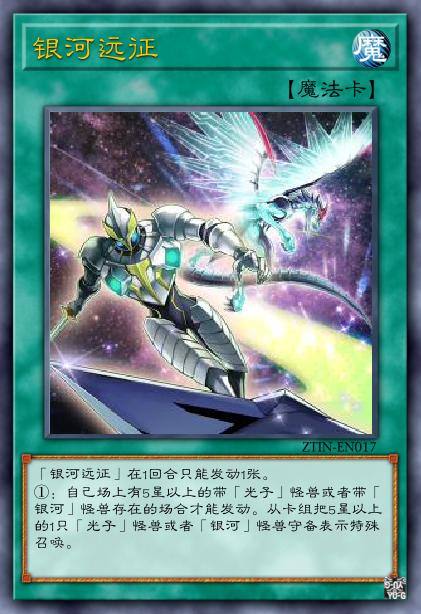 银河远征
魔
【魔法卡】
ZTIN-EN017
「银河远征」在1回合只能发动1张。
①：自己场上有5星以上的带「光子」怪兽或者带「
银河」怪兽存在的场合才能发动。从卡组把5星以上
的1只「光子」怪兽或者「银河」怪兽守备表示特殊
召唤。